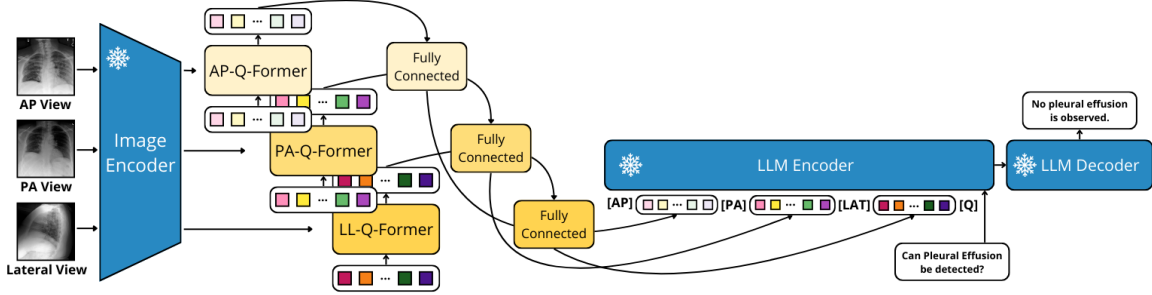 AP View
PA View
Lateral View
Image
Encoder
...
AP-Q-Former
...
...
PA-Q-Former
...
...
LL-Q-Former
...
Fully
Connected
Fully
Connected
Fully
Connected
LLM Encoder
[AP] ... [PA] ... [LAT] ... [Q]
Can Pleural Effusion
be detected?
LLM Decoder
No pleural effusion
is observed.